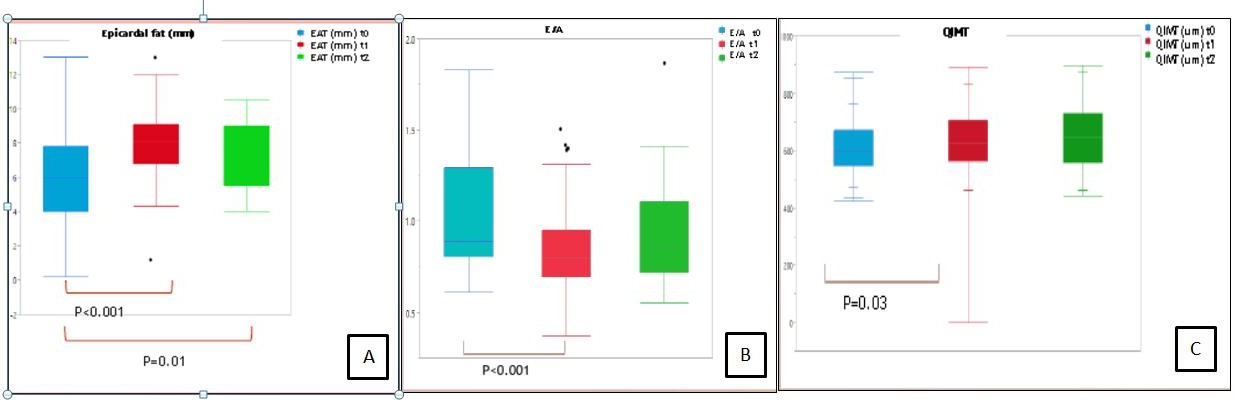 Epicardal fat (mm)
EAT (mm) t0
EAT (mm) t1
EAT (mm) t2
14
10
8
6
4
2
0
-2
P<0.001
P=0.01
A
E/A
E/A t0
E/A t1
E/A t2
2.0
1.5
1.0
0.5
P<0.001
B
QIMT
QIMT (um) t0
QIMT (um) t1
QIMT (um) t2
800
600
400
200
0
P=0.03
C